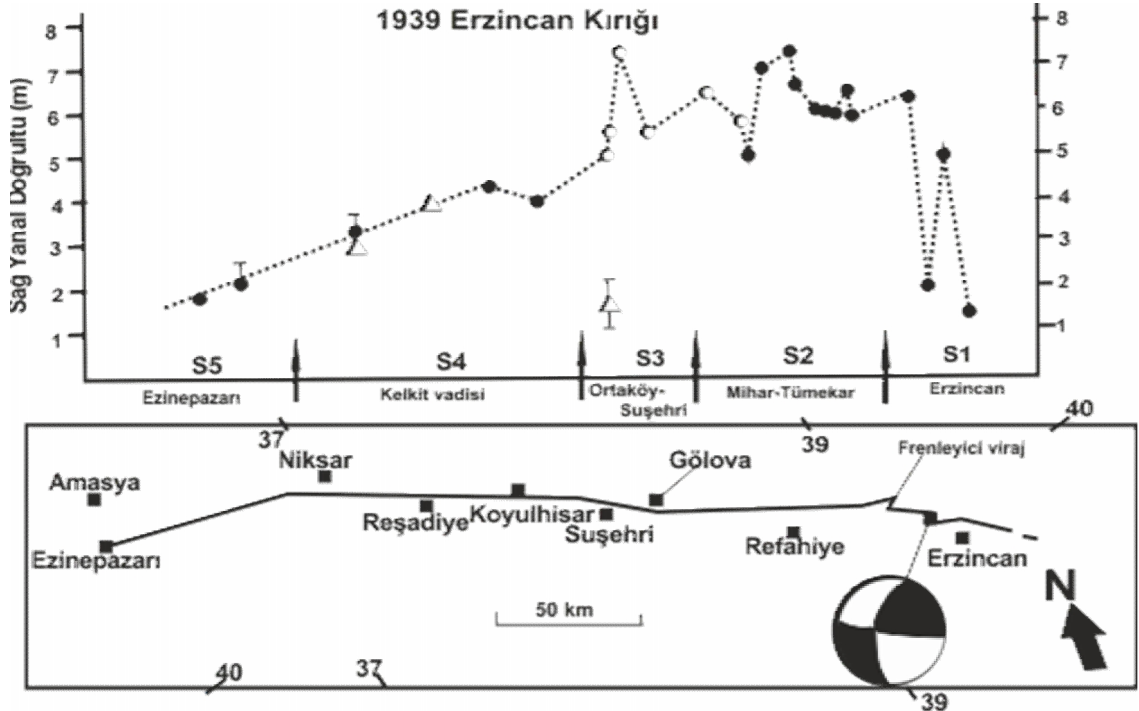 1939 Erzincan Kırığı
Sağ Yanal Doğrultu (m)
8
7
6
5
4
3
2
1
8
7
6
5
4
3
2
1
S5
S4
S3
S2
S1
Ezinepazarı
Kelkit vadisi
Ortaköy-
Suşehri
Mihar-Tümekar
Erzincan
37
39
40
Amasya
Niksar
Gölova
Frenleyici viraj
Reşadiye
Koyulhisar
Suşehri
Refahiye
Erzincan
Ezinepazarı
50 km
N
40
37
39